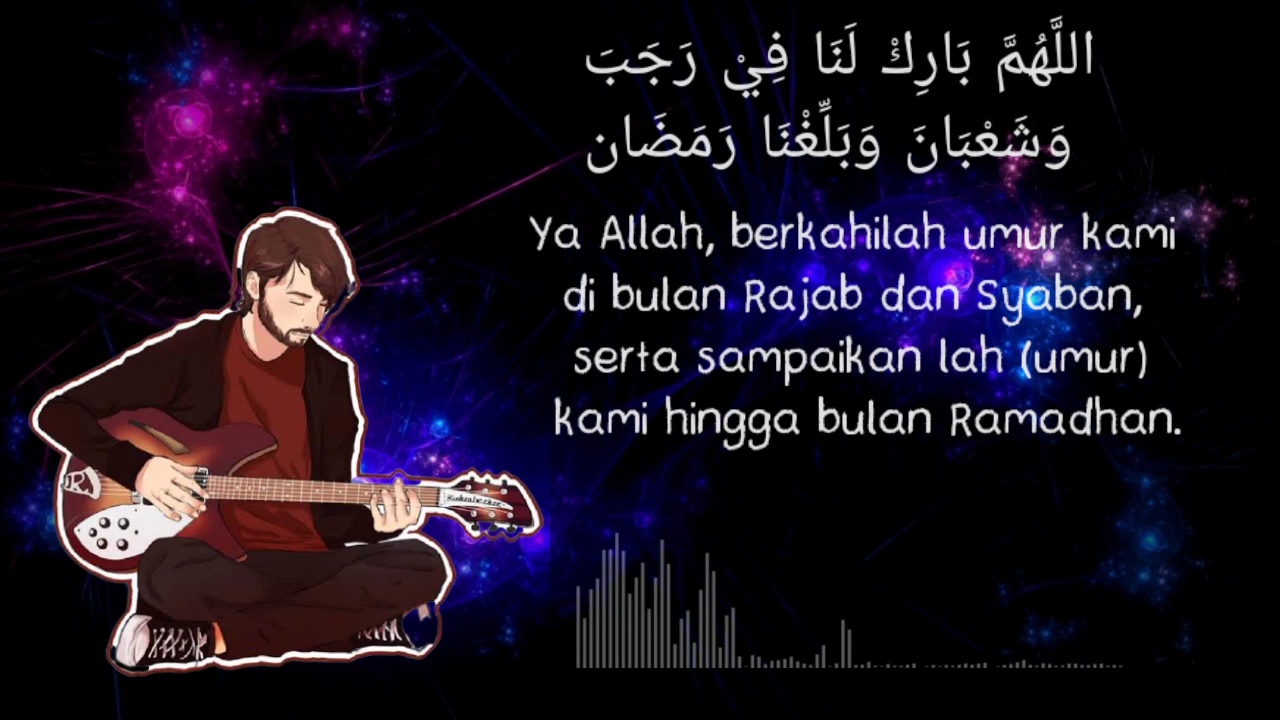 اللَّهُمَّ بَارِكْ لَنَا فِيْ رَجَبَ
وَشَعْبَانَ وَبَلِّغْنَا رَمَضَان
Ya Allah, berkahilah umur kami
di bulan Rajab dan Syaban,
serta sampaikan lah (umur)
kami hingga bulan Ramadhan.
R